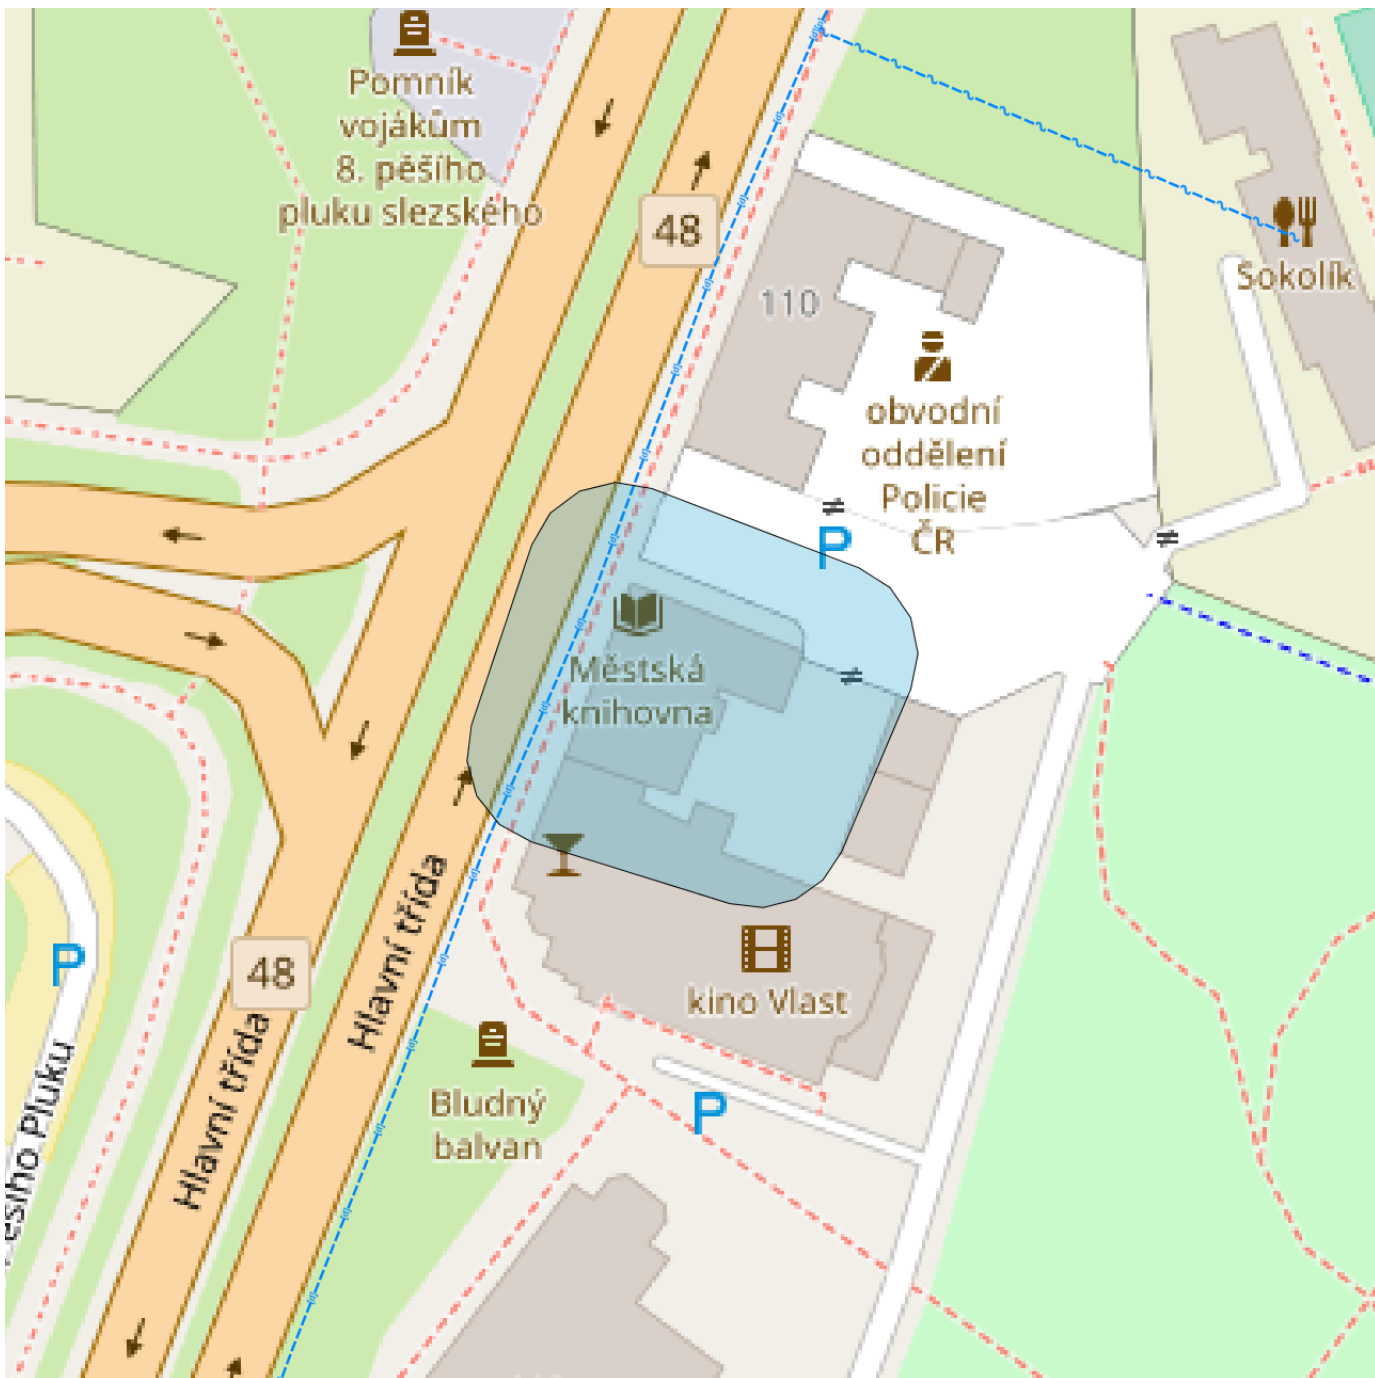 Pomník
vojákům
8. pěšího
pluku slezského
48
Sokolík
110
obvodní
oddělení
Policie
ČR
P
Městská
knihovna
Hlavní třída
48
P
kino Vlast
Hlavní třída
Bludný
balvan
P
Pluku